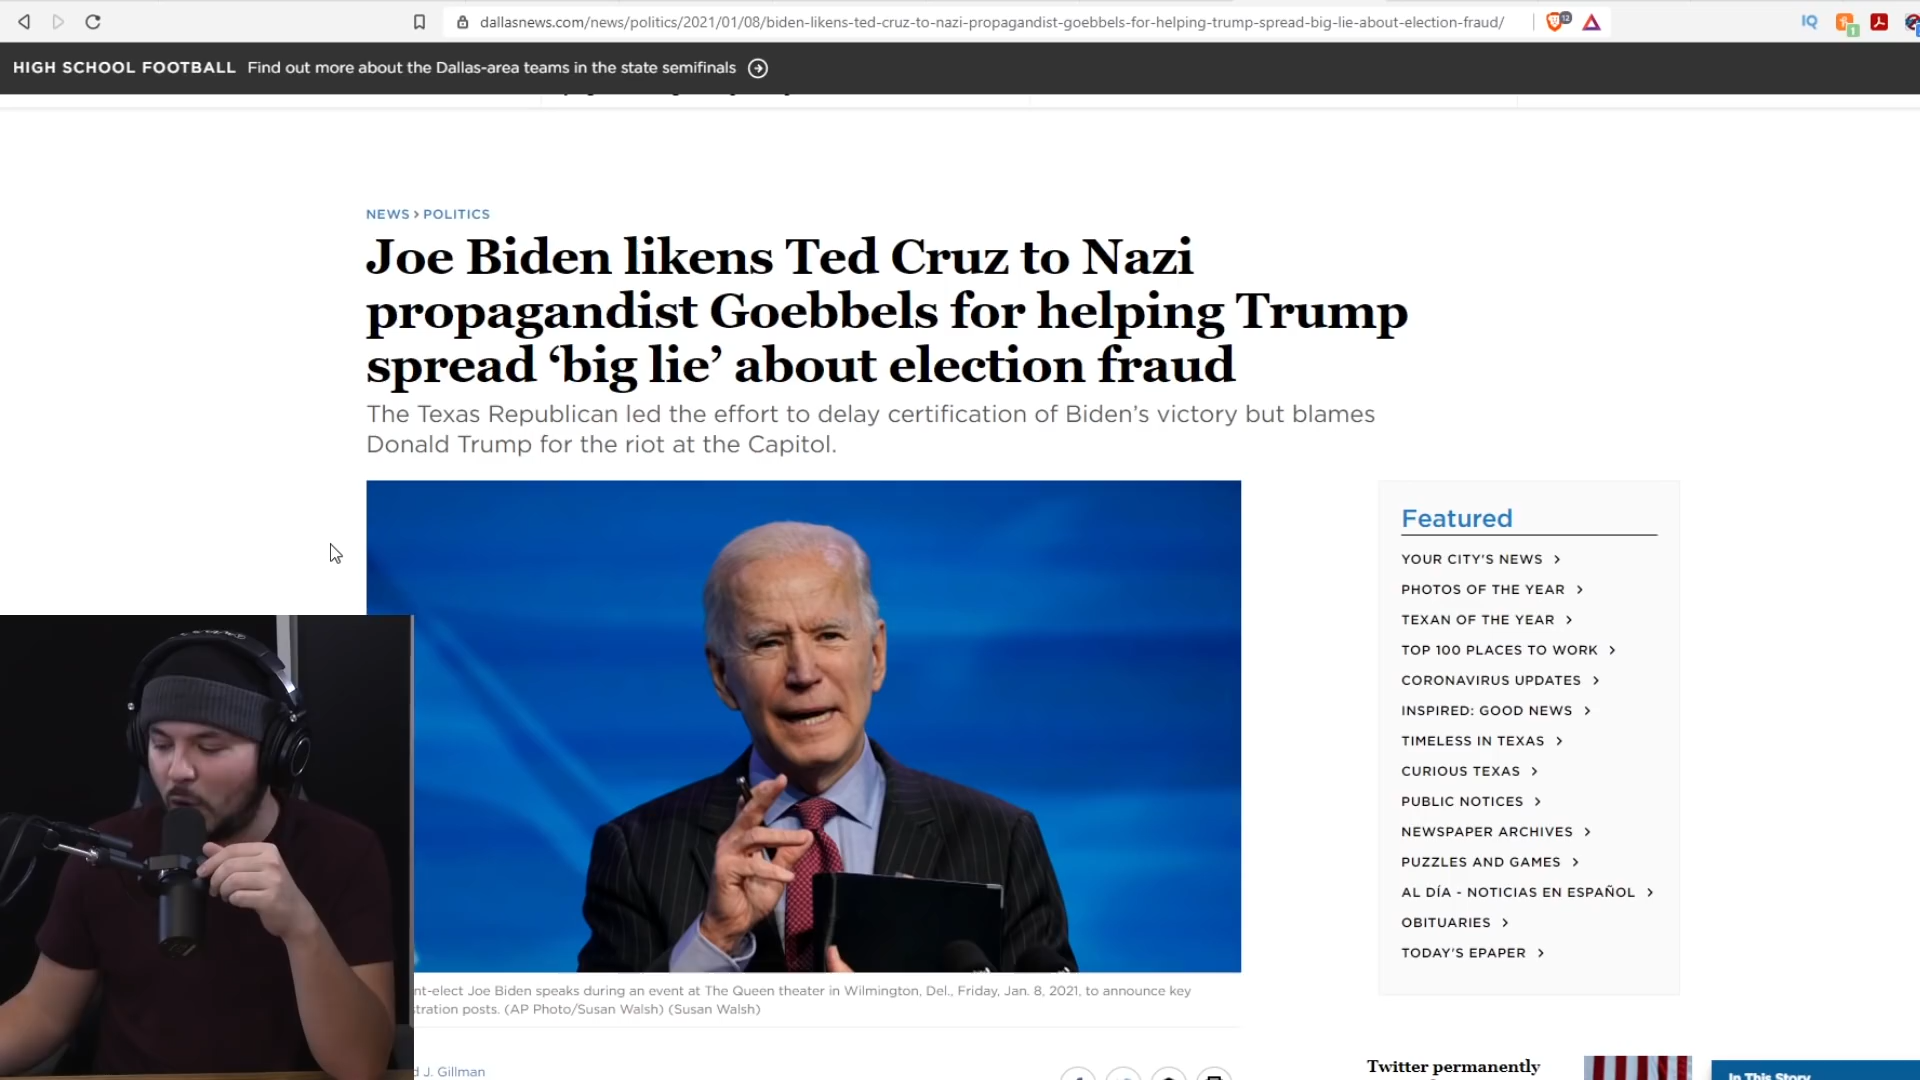 dallasnews.com/news/politics/2021/01/08/biden-likens-ted-cruz-to-nazi-propagandist-goebbels-for-helping-trump-spread-big-lie-about-election-fraud/
12
IQ
1
HIGH SCHOOL FOOTBALL Find out more about the Dallas-area teams in the state semifinals
NEWS > POLITICS
Joe Biden likens Ted Cruz to Nazi
propagandist Goebbels for helping Trump
spread ‘big lie’ about election fraud
The Texas Republican led the effort to delay certification of Biden’s victory but blames
Donald Trump for the riot at the Capitol.
nt-elect Joe Biden speaks during an event at The Queen theater in Wilmington, Del., Friday, Jan. 8, 2021, to announce key
tration posts. (AP Photo/Susan Walsh) (Susan Walsh)
d J. Gillman
Featured
YOUR CITY'S NEWS >
PHOTOS OF THE YEAR >
TEXAN OF THE YEAR >
TOP 100 PLACES TO WORK >
CORONAVIRUS UPDATES >
INSPIRED: GOOD NEWS >
TIMELESS IN TEXAS >
CURIOUS TEXAS >
PUBLIC NOTICES >
NEWSPAPER ARCHIVES >
PUZZLES AND GAMES >
AL DÍA - NOTICIAS EN ESPAÑOL >
OBITUARIES >
TODAY'S EPAPER >
Twitter permanently
In This Story